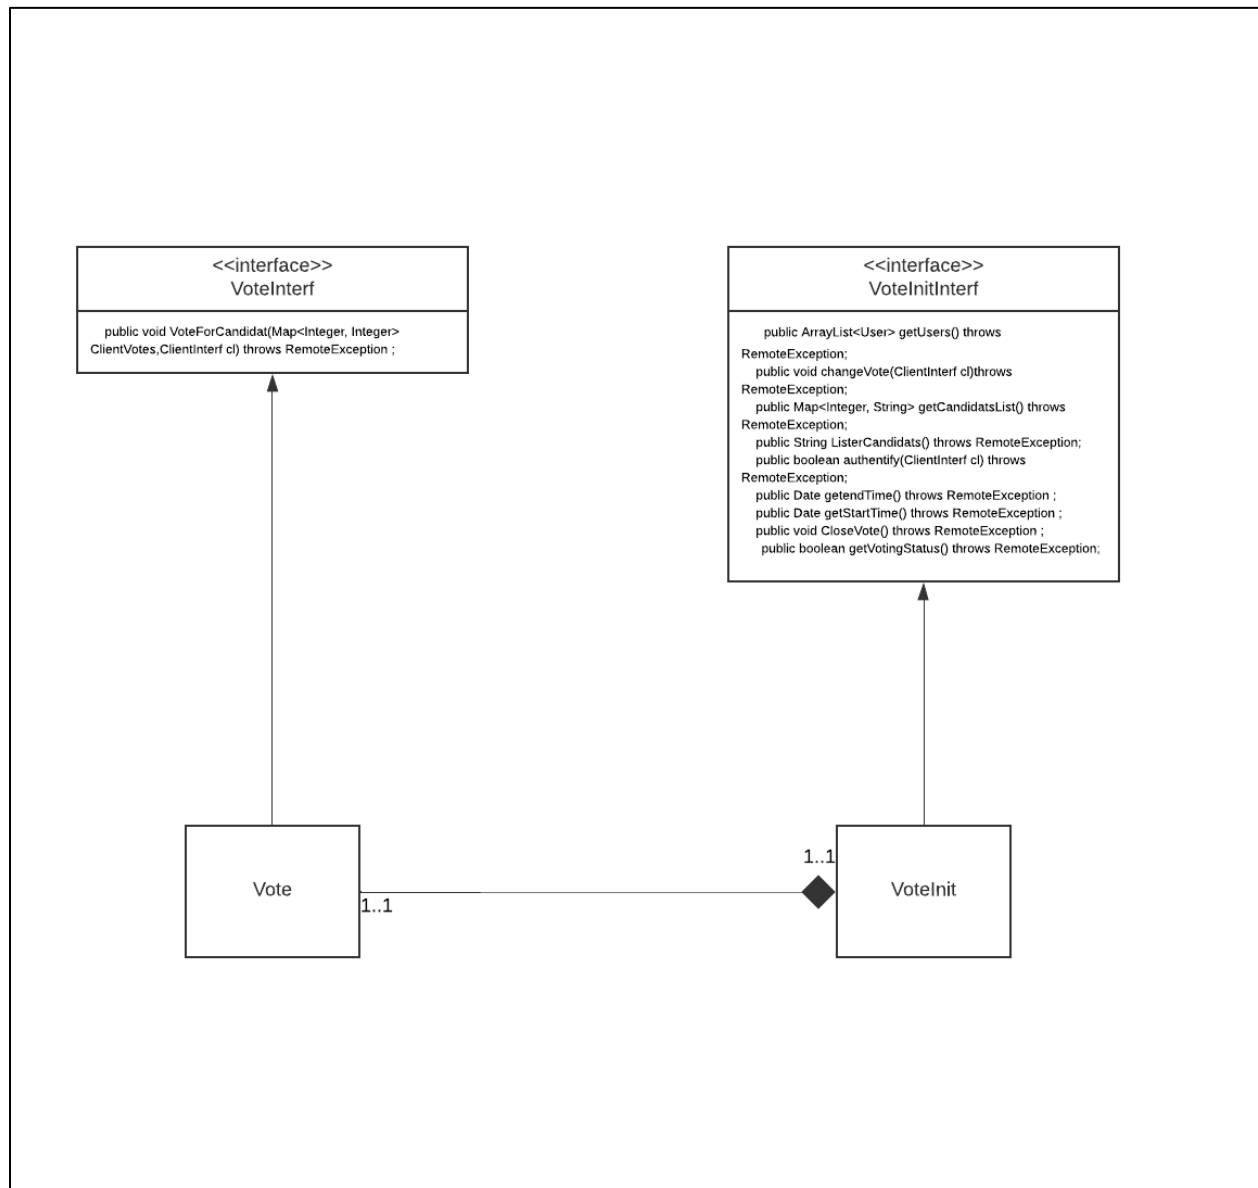 <<interface>>
VoteInterf
public void VoteForCandidat(Map<Integer, Integer>
ClientVotes,ClientInterf cl) throws RemoteException ;
<<interface>>
VoteInitInterf
public ArrayList<User> getUsers() throws
RemoteException;
public void changeVote(ClientInterf cl)throws
RemoteException;
public Map<Integer, String> getCandidatsList() throws
RemoteException;
public String ListerCandidats() throws RemoteException;
public boolean authentify(ClientInterf cl) throws
RemoteException;
public Date getendTime() throws RemoteException ;
public Date getStartTime() throws RemoteException ;
public void CloseVote() throws RemoteException ;
public boolean getVotingStatus() throws RemoteException;
Vote
1..1
1..1
VoteInit